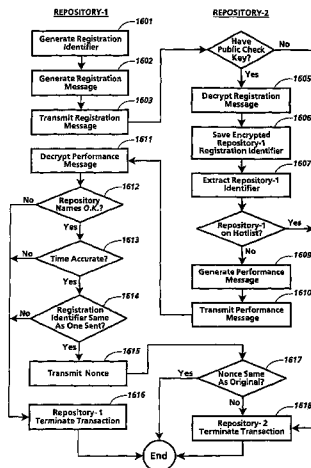 REPOSITORY-1
1601
Generate Registration
Identifier
1602
Generate Registration
Message
1603
Transmit Registration
Message
1611
Decrypt Performance
Message
1612
Repository
Names O.K.?
No
Yes
1613
Time Accurate?
No
Yes
1614
Registration
Identifier Same
As One Sent?
No
Yes
1615
Transmit Nonce
1616
Repository- 1
Terminate Transaction
REPOSITORY-2
Have
Public Check
Key?
No
Yes
1605
Decrypt Registration
Message
1606
Save Encrypted
Repository-1
Registration Identifier
1607
Extract Repository-1
Identifier
Repository-1
on Hotlist?
Yes
No
1609
Generate Performance
Message
1610
Transmit Performance
Message
1617
Nonce Same
As Original?
Yes
No
1618
Repository- 2
Terminate Transaction
End